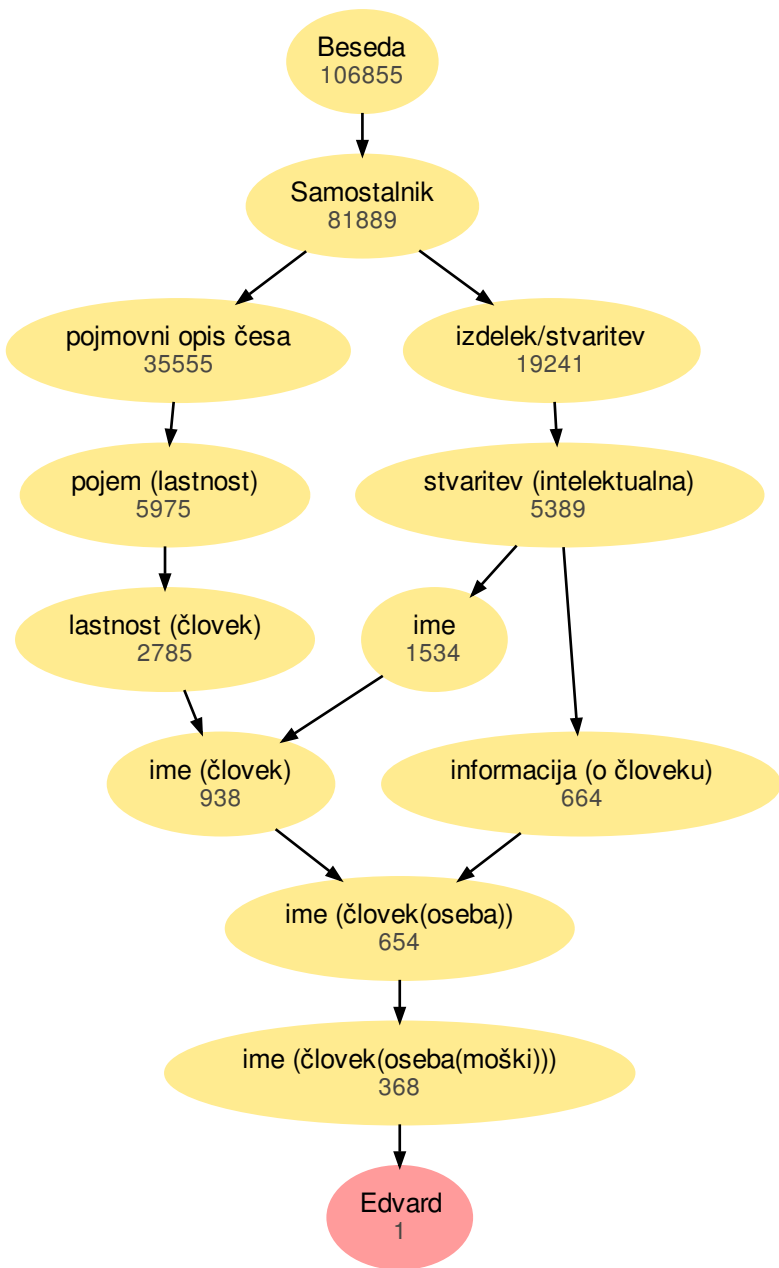 Beseda
106855
Samostalnik
81889
pojmovni opis česa
35555
izdelek/stvaritev
19241
pojem (lastnost)
5975
stvaritev (intelektualna)
5389
lastnost (človek)
2785
ime
1534
ime (človek)
938
informacija (o človeku)
664
ime (človek(oseba))
654
ime (človek(oseba(moški)))
368
Edvard
1